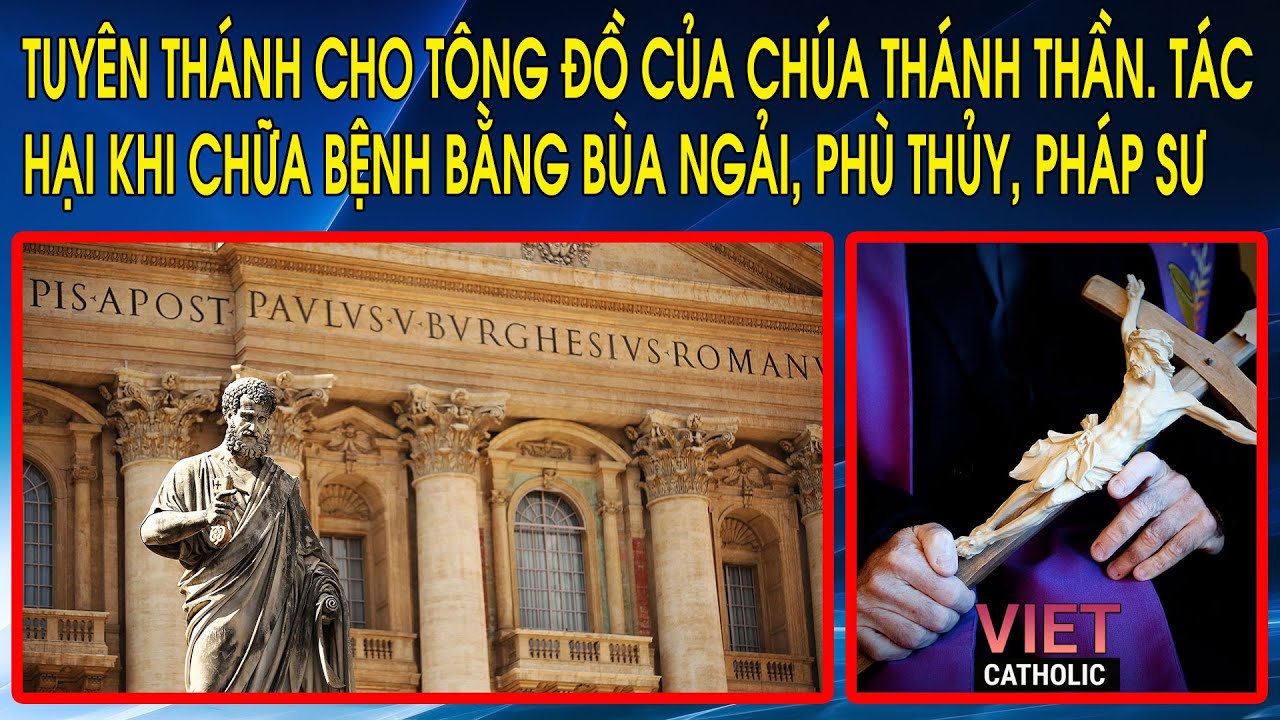 TUYÊN THÁNH CHO TÔNG ĐỒ CỦA CHÚA THÁNH THẦN. TÁC
HẠI KHI CHỮA BỆNH BẰNG BÙA NGẢI, PHÙ THỦY, PHÁP SƯ
PIS·APOST PAVLVS·V·BVRGHESIVS·ROMANV
VIET
CATHOLIC